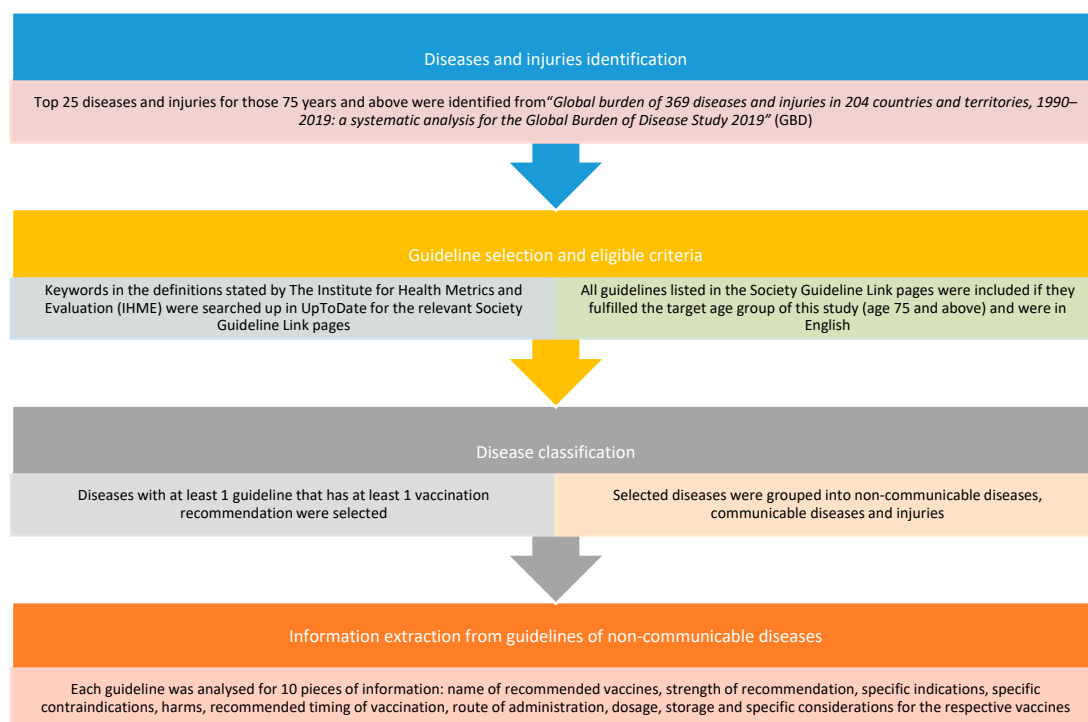 Diseases and injuries identification
Top 25 diseases and injuries for those 75 years and above were identified from“Global burden of 369 diseases and injuries in 204 countries and territories, 1990–
2019: a systematic analysis for the Global Burden of Disease Study 2019” (GBD)
Guideline selection and eligible criteria
Keywords in the definitions stated by The Institute for Health Metrics and
Evaluation (IHME) were searched up in UpToDate for the relevant Society
Guideline Link pages
All guidelines listed in the Society Guideline Link pages were included if they
fulfilled the target age group of this study (age 75 and above) and were in
English
Disease classification
Diseases with at least 1 guideline that has at least 1 vaccination
recommendation were selected
Selected diseases were grouped into non-communicable diseases,
communicable diseases and injuries
Information extraction from guidelines of non-communicable diseases
Each guideline was analysed for 10 pieces of information: name of recommended vaccines, strength of recommendation, specific indications, specific
contraindications, harms, recommended timing of vaccination, route of administration, dosage, storage and specific considerations for the respective vaccines